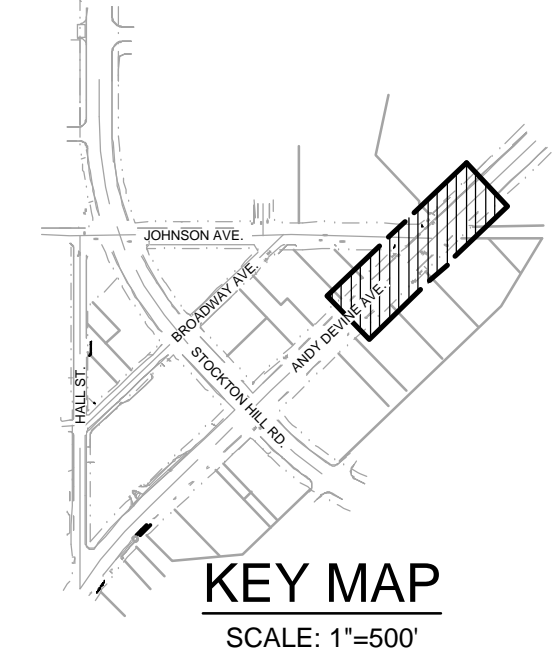 JOHNSON AVE.
BROADWAY AVE.
ANDY DEVINE AVE.
STOCKTON HILL RD.
HALL ST.
KEY MAP
SCALE: 1"=500'